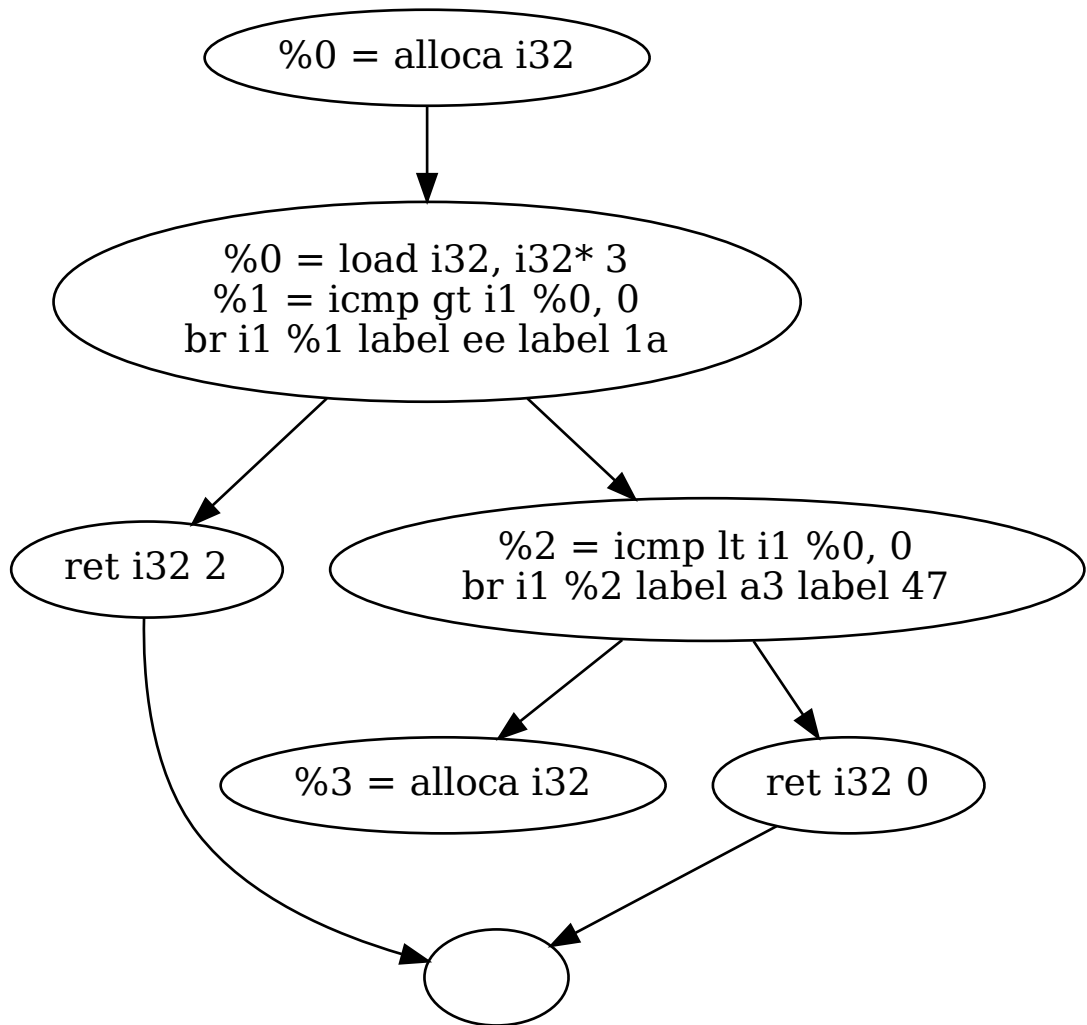 %0 = alloca i32
%0 = load i32, i32* 3
%1 = icmp gt i1 %0, 0
br i1 %1 label ee label 1a
ret i32 2
%2 = icmp lt i1 %0, 0
br i1 %2 label a3 label 47
%3 = alloca i32
ret i32 0